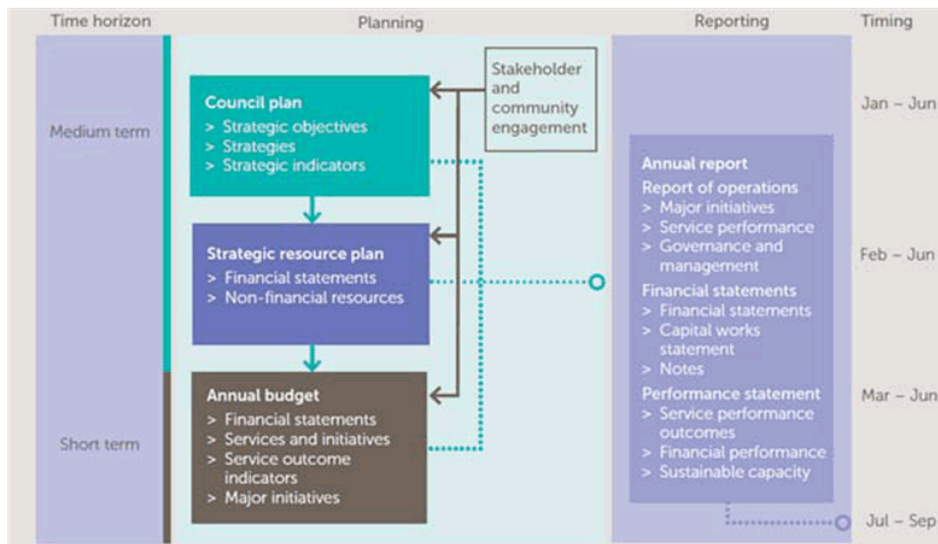 Time horizon
Planning
Reporting
Timing
Medium term
Short term
Council plan
> Strategic objectives
> Strategies
> Strategic indicators
Stakeholder
and
community
engagement
Strategic resource plan
> Financial statements
> Non-financial resources
Annual budget
> Financial statements
> Services and initiatives
> Service outcome
indicators
> Major initiatives
Annual report
Report of operations
> Major initiatives
> Service performance
> Governance and
management
Financial statements
> Financial statements
> Capital works
statement
> Notes
Performance statement
> Service performance
outcomes
> Financial performance
> Sustainable capacity
Jan – Jun
Feb – Jun
Mar – Jun
Jul – Sep